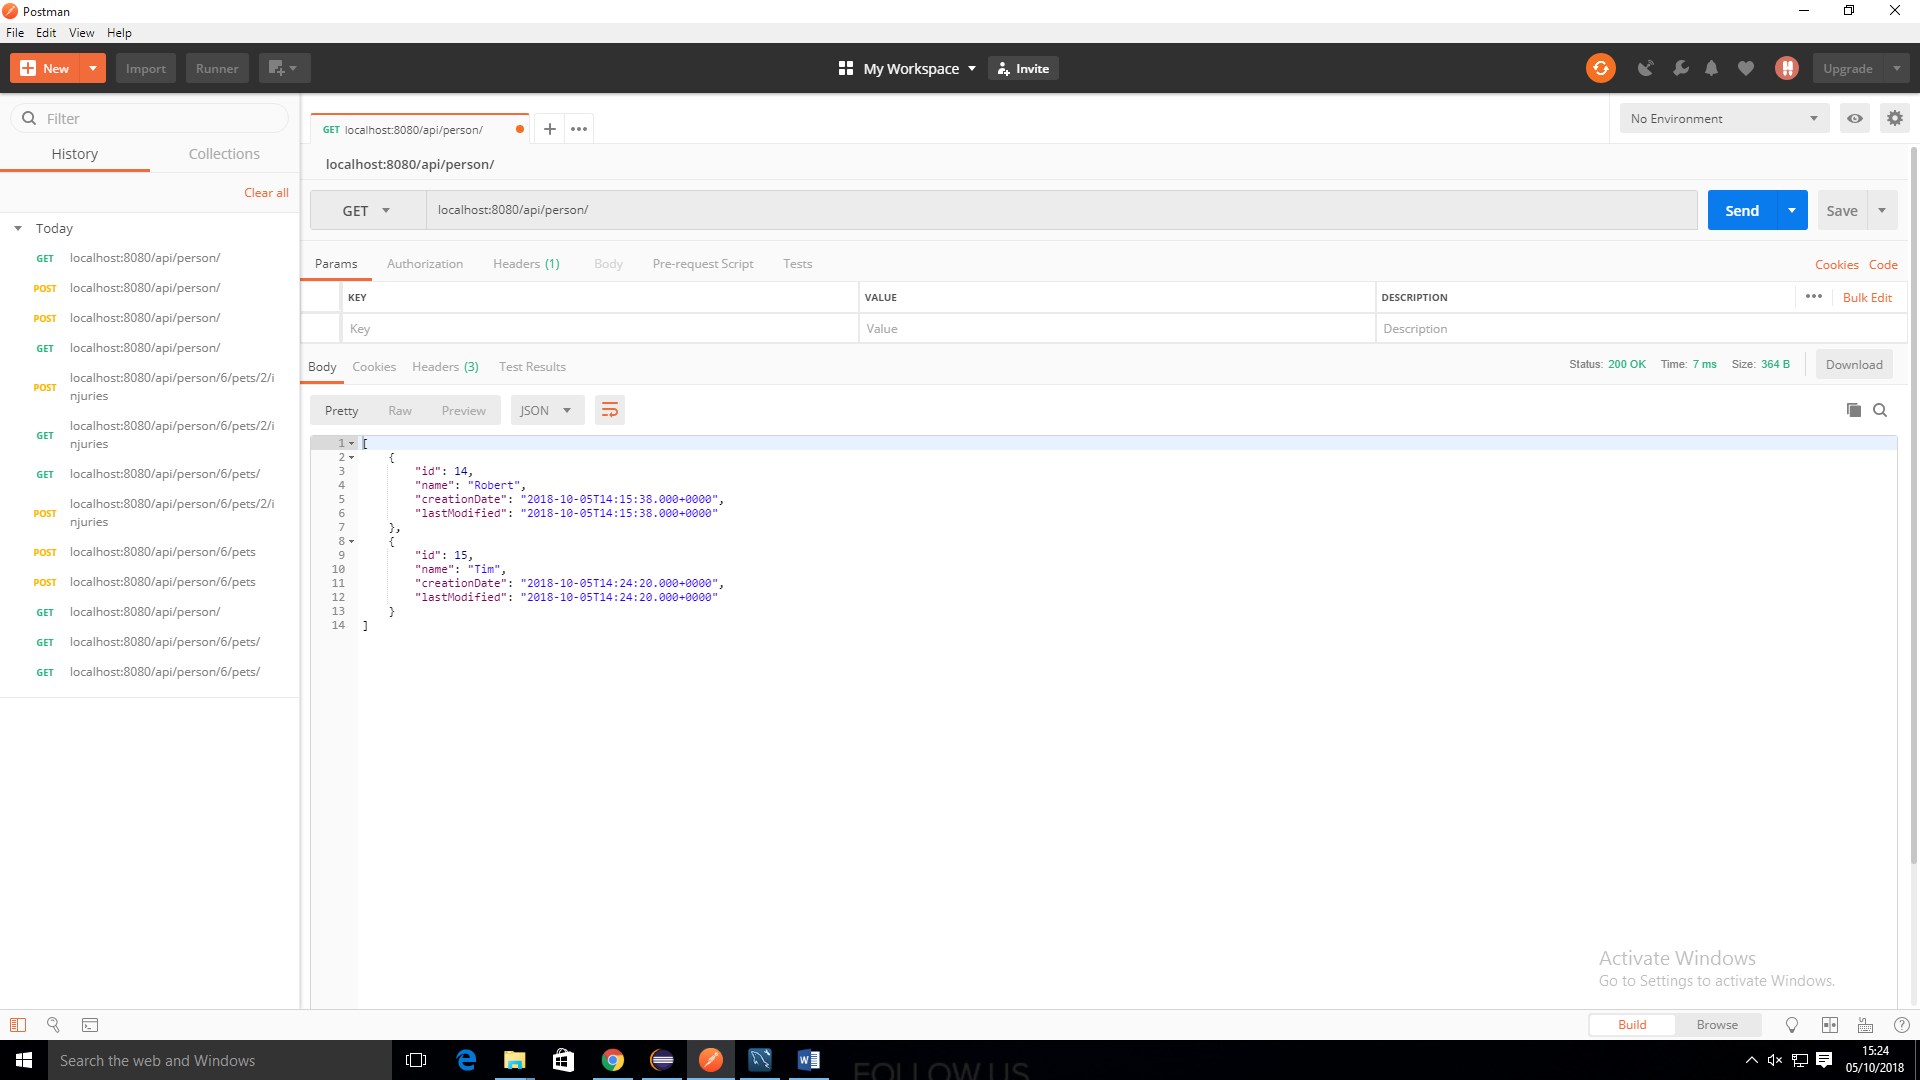 Postman
File Edit View Help
New Import Runner My Workspace Invite Upgrade
Filter
History Collections
Clear all
Today
GET localhost:8080/api/person/
POST localhost:8080/api/person/
POST localhost:8080/api/person/
GET localhost:8080/api/person/
POST localhost:8080/api/person/6/pets/2/i
njuries
GET localhost:8080/api/person/6/pets/2/i
njuries
GET localhost:8080/api/person/6/pets/
POST localhost:8080/api/person/6/pets/2/i
njuries
POST localhost:8080/api/person/6/pets
POST localhost:8080/api/person/6/pets
GET localhost:8080/api/person/
GET localhost:8080/api/person/6/pets/
GET localhost:8080/api/person/6/pets/
GET localhost:8080/api/person/
No Environment
localhost:8080/api/person/
GET localhost:8080/api/person/ Send Save
Params Authorization Headers (1) Body Pre-request Script Tests Cookies Code
KEY VALUE DESCRIPTION Bulk Edit
Key Value Description
Body Cookies Headers (3) Test Results Status: 200 OK Time: 7 ms Size: 364 B Download
Pretty Raw Preview JSON
1 [
2 {
3 "id": 14,
4 "name": "Robert",
5 "creationDate": "2018-10-05T14:15:38.000+0000",
6 "lastModified": "2018-10-05T14:15:38.000+0000"
7 },
8 {
9 "id": 15,
10 "name": "Tim",
11 "creationDate": "2018-10-05T14:24:20.000+0000",
12 "lastModified": "2018-10-05T14:24:20.000+0000"
13 }
14 ]
Activate Windows
Go to Settings to activate Windows.
Build Browse
Search the web and Windows
FOLLOW US
15:24
05/10/2018